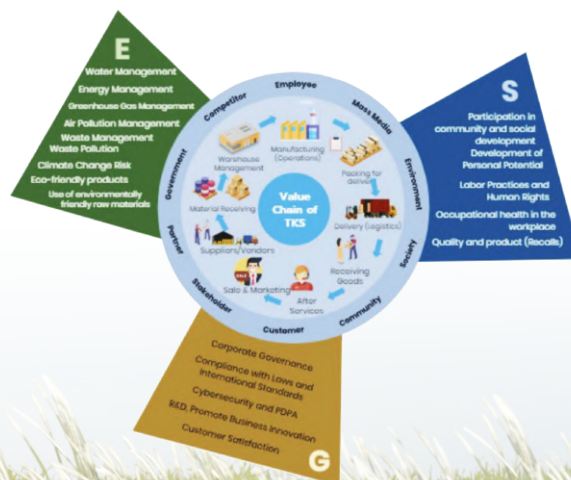 E
Water Management
Energy Management
Greenhouse Gas Management
Air Pollution Management
Waste Management
Waste Pollution
Climate Change Risk
Eco-friendly products
Use of environmentally
friendly raw materials
S
Participation in
community and social
development
Development of
Personal Potential
Labor Practices and
Human Rights
Occupational health in the
workplace
Quality and product (Recalls)
Employee
Mass Media
Environment
Society
Community
Customer
Stakeholder
Partner
Government
Competitor
Manufacturing
(Operations)
Packing for
deliver
Delivery (Logistics)
Receiving
Goods
After
Services
Sale & Marketing
Suppliers/Vendors
Material Receiving
Warehouse
Management
Value
Chain of
TKS
Corporate Governance
Compliance with Laws and
International Standards
Cybersecurity and PDPA
R&D, Promote Business Innovation
Customer Satisfaction
G